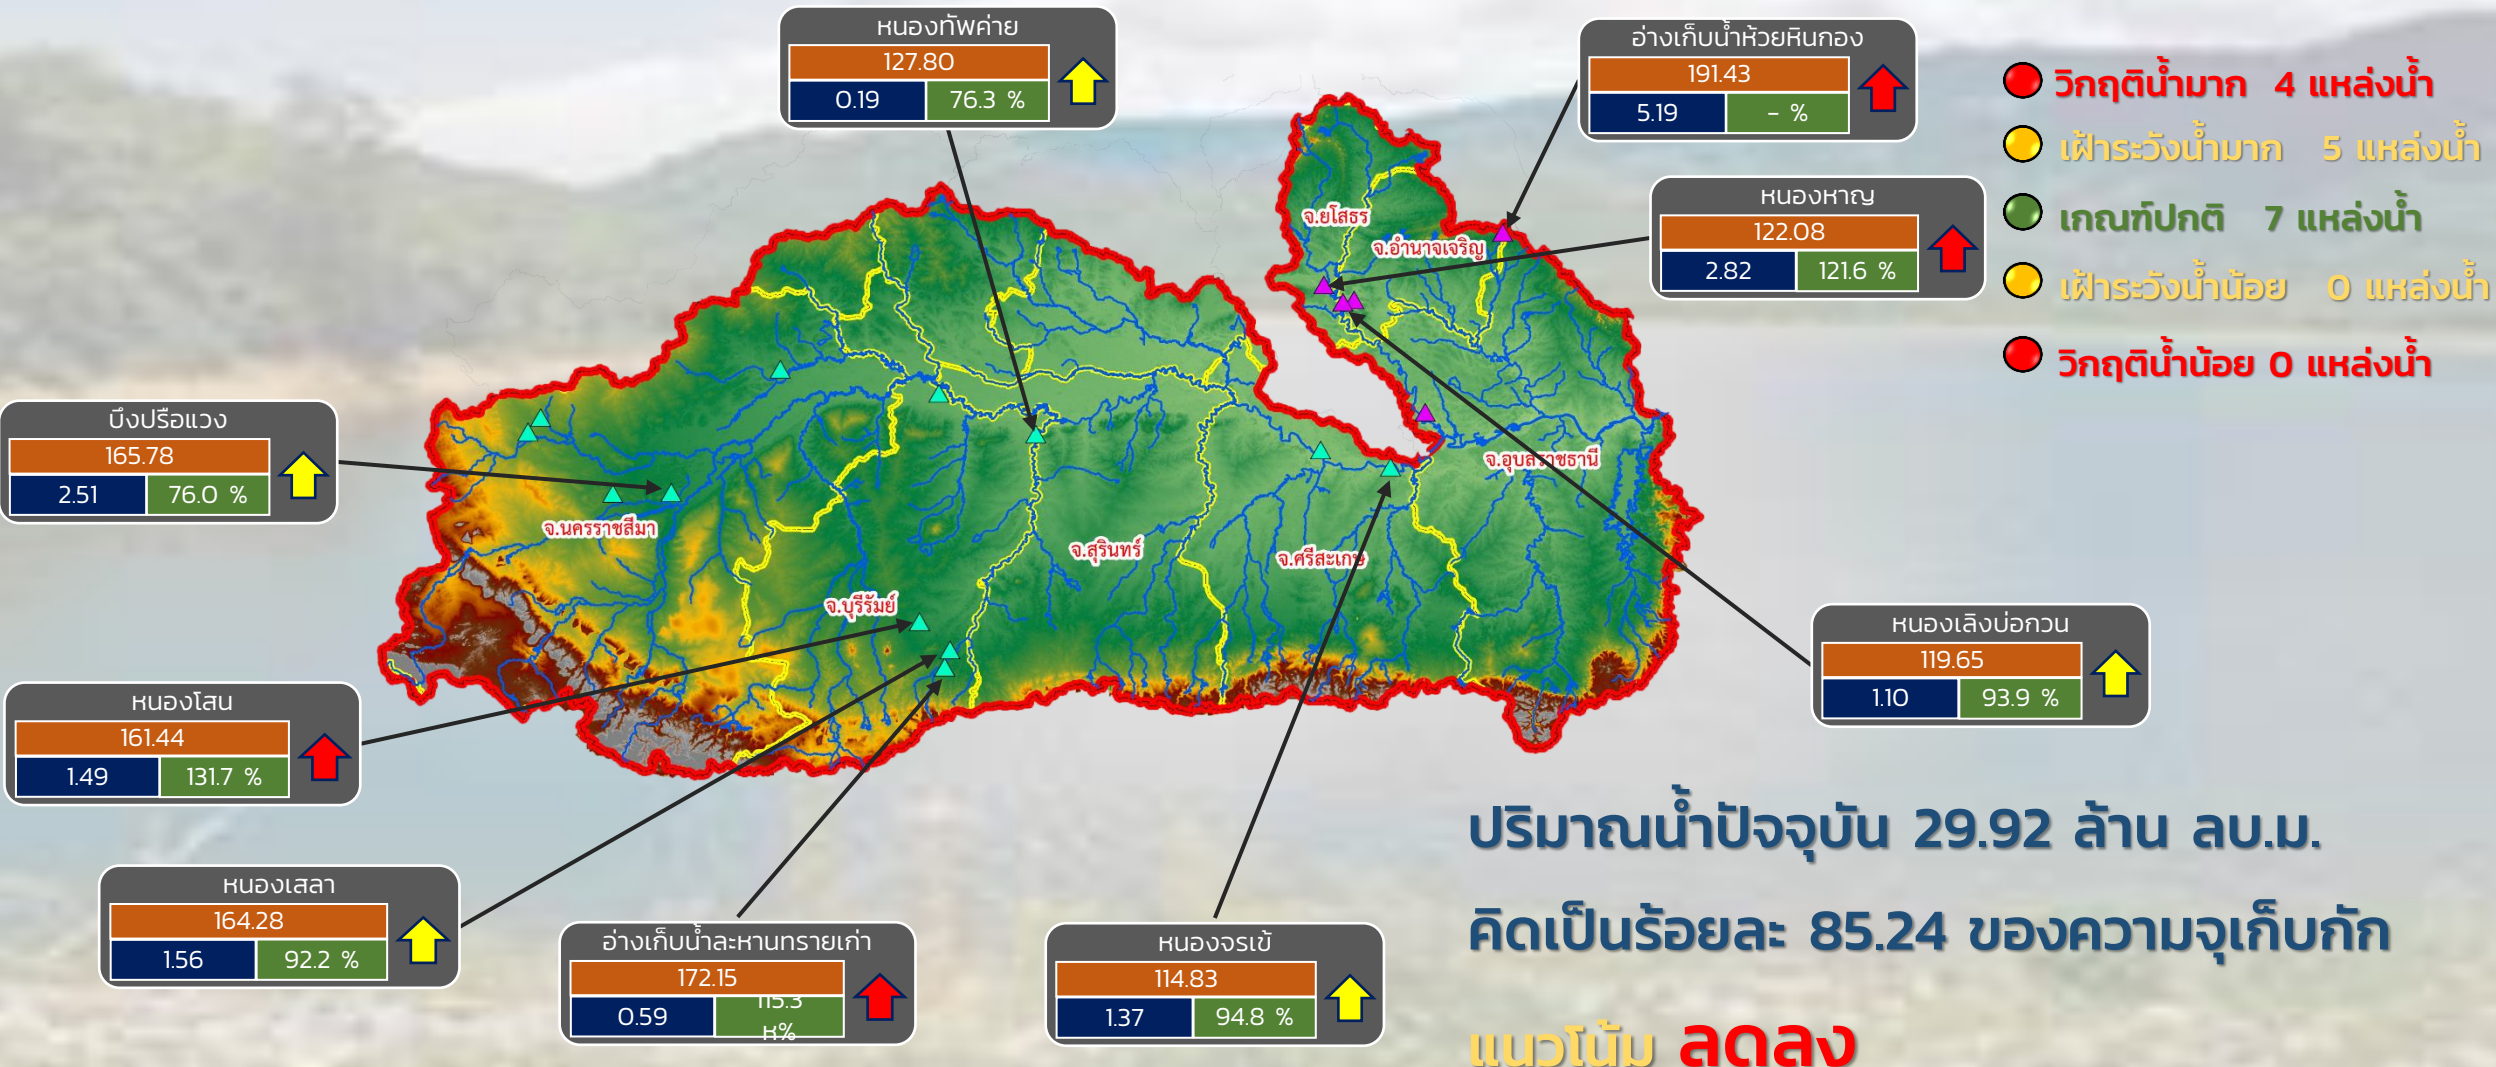 หนองทัพค่าย
127.80
0.19 76.3 %
อ่างเก็บน้ำห้วยหินกอง
191.43
5.19 - %
หนองหาญ
122.08
2.82 121.6 %
วิกฤติน้ำมาก 4 แหล่งน้ำ
เฝ้าระวังน้ำมาก 5 แหล่งน้ำ
เกณฑ์ปกติ 7 แหล่งน้ำ
เฝ้าระวังน้ำน้อย 0 แหล่งน้ำ
วิกฤติน้ำน้อย 0 แหล่งน้ำ
จ.ยโสธร
จ.อำนาจเจริญ
บึงปรือแวง
165.78
2.51 76.0 %
จ.นครราชสีมา
จ.บุรีรัมย์
จ.สุรินทร์
จ.ศรีสะเกษ
จ.อุบลราชธานี
หนองโสน
161.44
1.49 131.7 %
หนองเลิงบ่อกวน
119.65
1.10 93.9 %
หนองเสลา
164.28
1.56 92.2 %
อ่างเก็บน้ำละหานทรายเก่า
172.15
0.59 115.3
ห%
หนองจรเข้
114.83
1.37 94.8 %
ปริมาณน้ำปัจจุบัน 29.92 ล้าน ลบ.ม.
คิดเป็นร้อยละ 85.24 ของความจุเก็บกัก
แนวโน้ม ลดลง